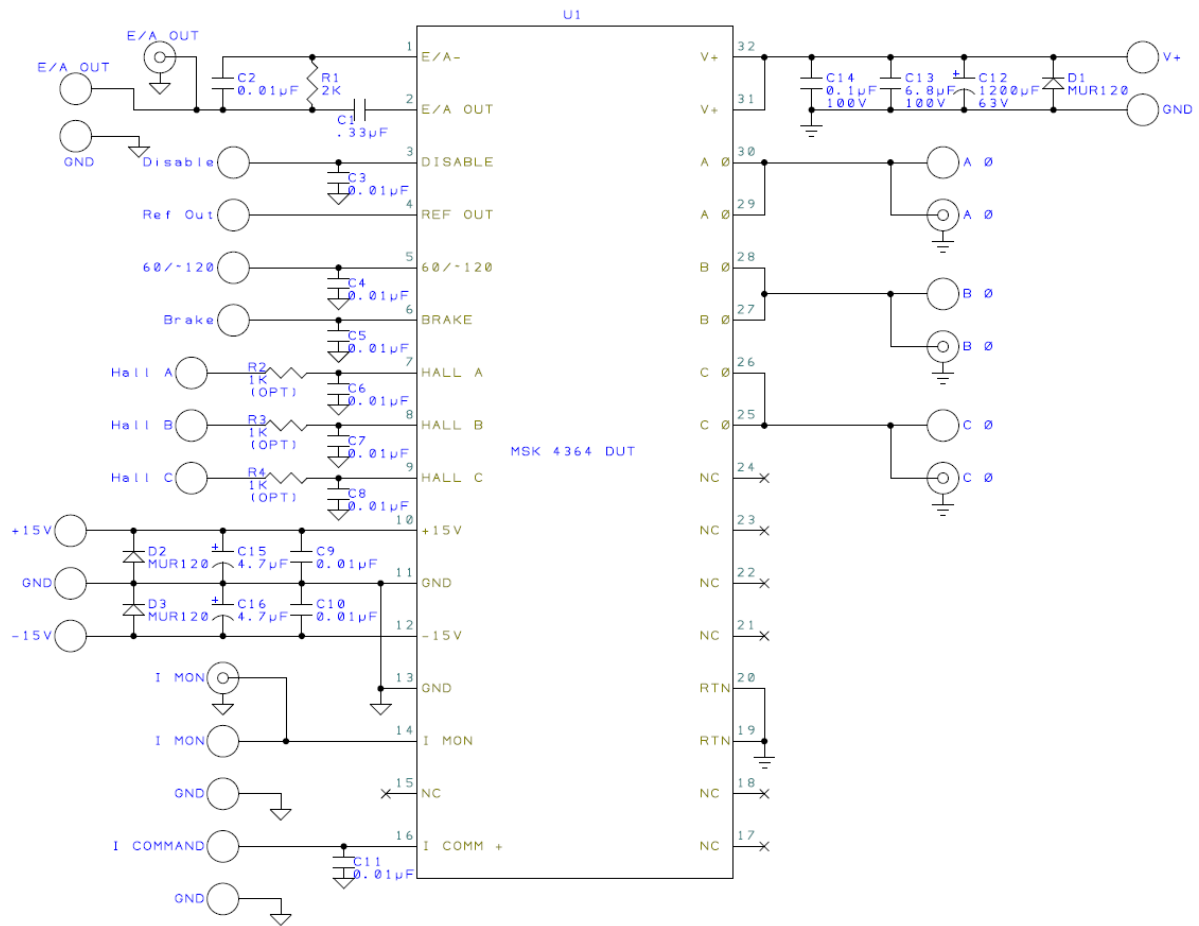 U1
E/A OUT
E/A OUT
GND
C2
0.01µF
R1
2K
C1
.33µF
1
E/A-
2
E/A OUT
Disable
C3
0.01µF
3
DISABLE
Ref Out
4
REF OUT
60/-120
C4
0.01µF
5
60/-120
Brake
C5
0.01µF
6
BRAKE
Hall A
R2
1K
(OPT)
C6
0.01µF
7
HALL A
Hall B
R3
1K
(OPT)
C7
0.01µF
8
HALL B
Hall C
R4
1K
(OPT)
C8
0.01µF
9
HALL C
+15V
D2
MUR120
C15
+
4.7µF
C9
0.01µF
10
+15V
GND
11
GND
D3
MUR120
C16
+
4.7µF
C10
0.01µF
-15V
12
-15V
I MON
13
GND
I MON
14
I MON
GND
15
NC
I COMMAND
C11
0.01µF
16
I COMM +
GND
MSK 4364 DUT
32
V+
31
V+
C14
0.1µF
100V
C13
6.8µF
100V
C12
+
1200µF
63V
D1
MUR120
V+
GND
30
A Ø
29
A Ø
A Ø
A Ø
28
B Ø
27
B Ø
B Ø
B Ø
26
C Ø
25
C Ø
C Ø
C Ø
24
NC
23
NC
22
NC
21
NC
20
RTN
19
RTN
18
NC
17
NC